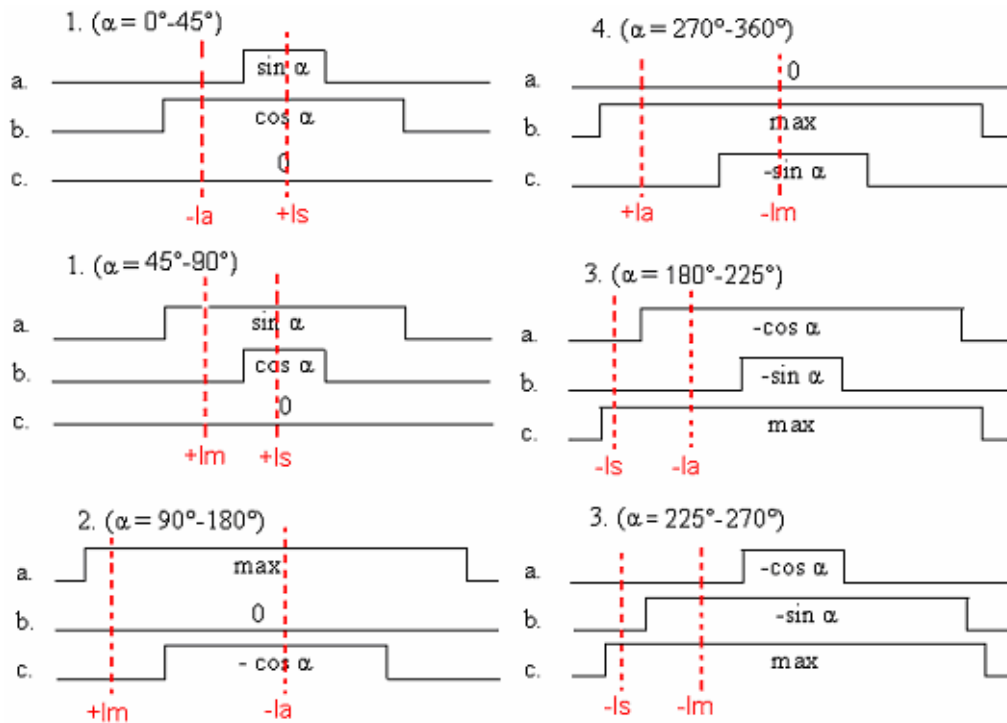 1. (α = 0°-45°)
a.
sin α
b.
cos α
c.
0
-Ia
+Is
1. (α = 45°-90°)
a.
sin α
b.
cos α
c.
0
+Im
+Is
2. (α = 90°-180°)
a.
max
b.
0
c.
- cos α
+Im
-Ia
4. (α = 270°-360°)
a.
0
b.
max
c.
-sin α
+Ia
-Im
3. (α = 180°-225°)
a.
-cos α
b.
-sin α
c.
max
-Is
-Ia
3. (α = 225°-270°)
a.
-cos α
b.
-sin α
c.
max
-Is
-Im